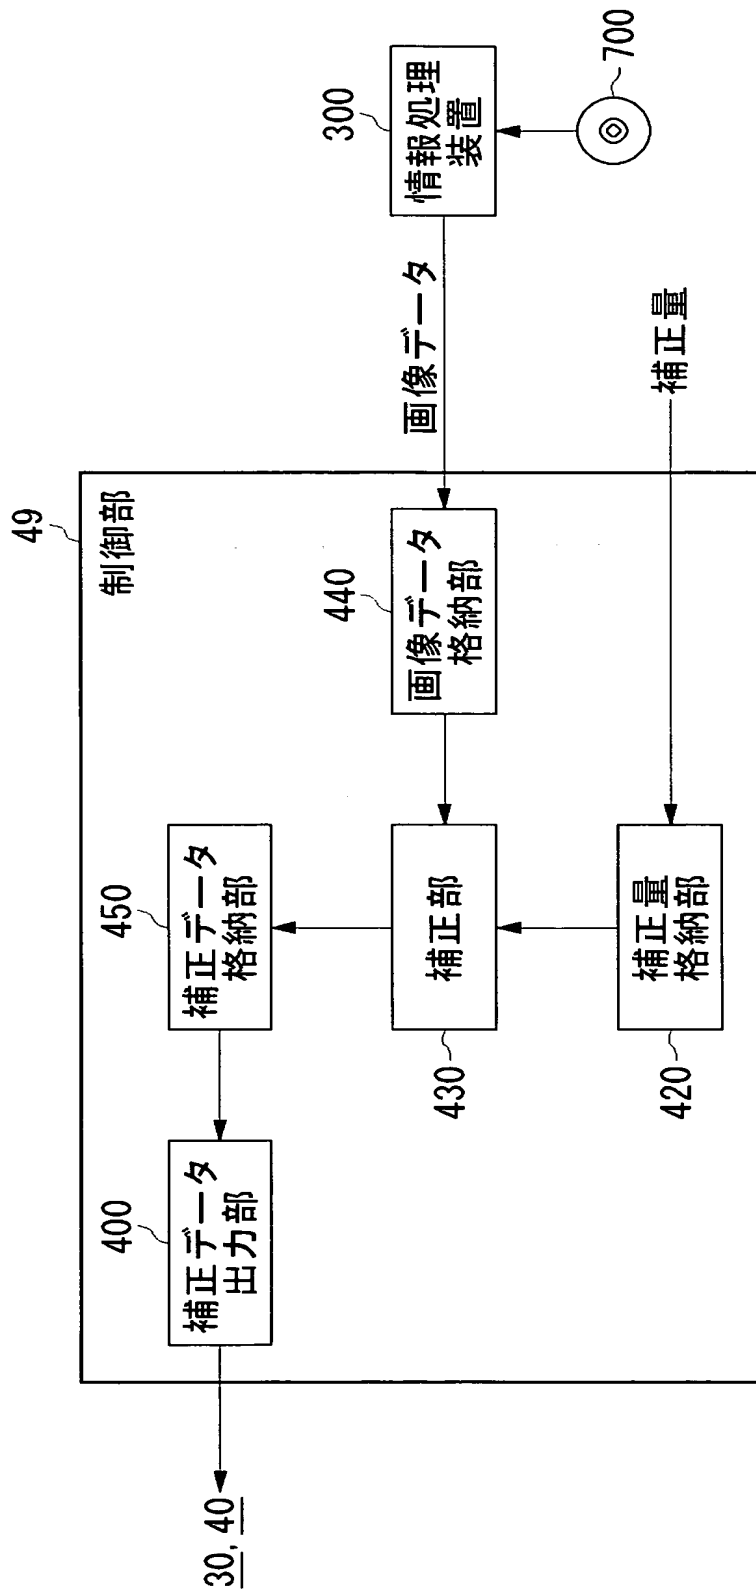 49
制御部
30, 40
400
補正データ
出力部
450
補正データ
格納部
430
補正部
440
画像データ
格納部
画像データ
300
情報処理
装置
700
420
補正量
格納部
補正量